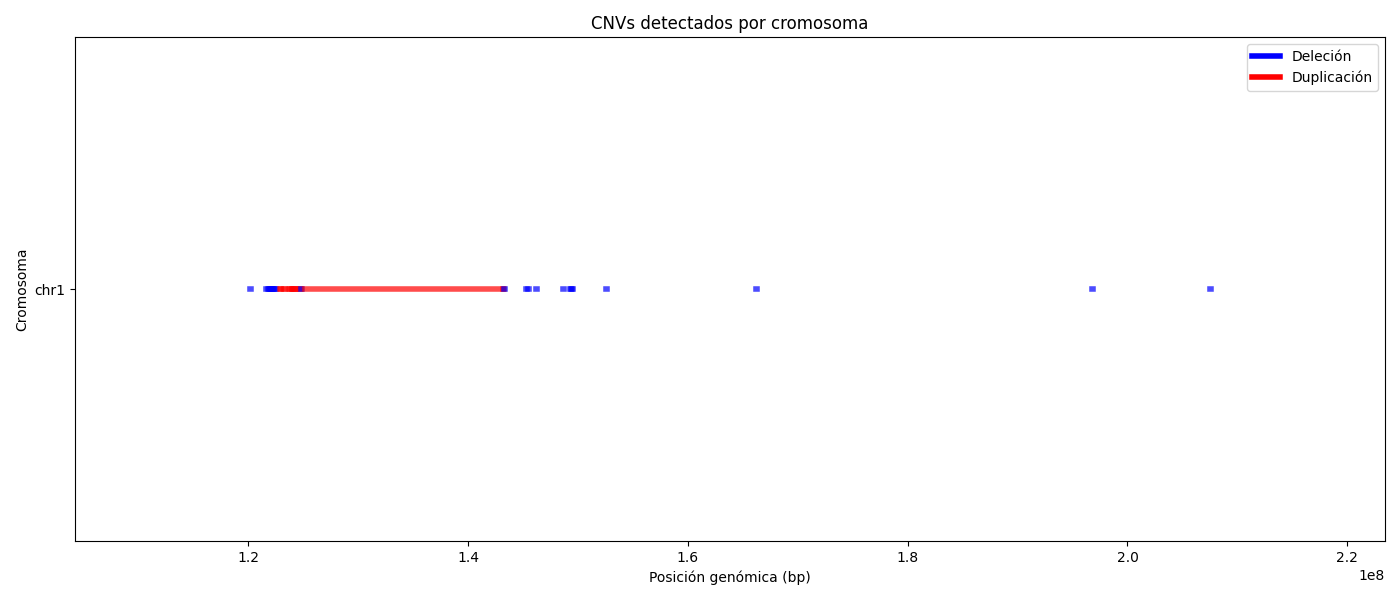 CNVs detectados por cromosoma
Deleción
Duplicación
Cromosoma
chr1
1.2 1.4 1.6 1.8 2.0 2.2
1e8
Posición genómica (bp)